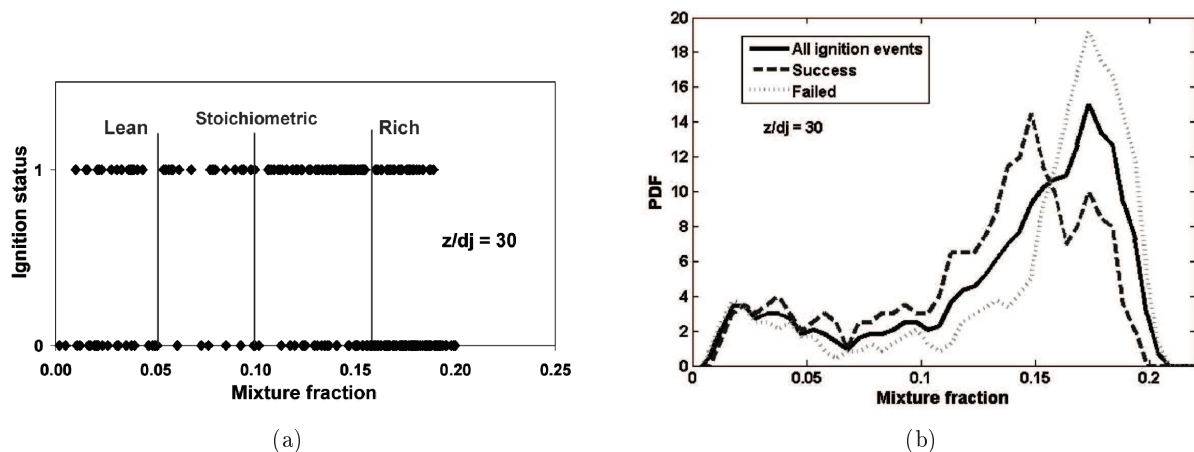 Lean
Stoichiometric
Rich
Ignition status
1
0
z/dj = 30
0.00 0.05 0.10 0.15 0.20 0.25
Mixture fraction
(a)
20
18
16
14
12
10
8
6
4
2
0
PDF
All ignition events
Success
Failed
z/dj = 30
0 0.05 0.1 0.15 0.2
Mixture fraction
(b)